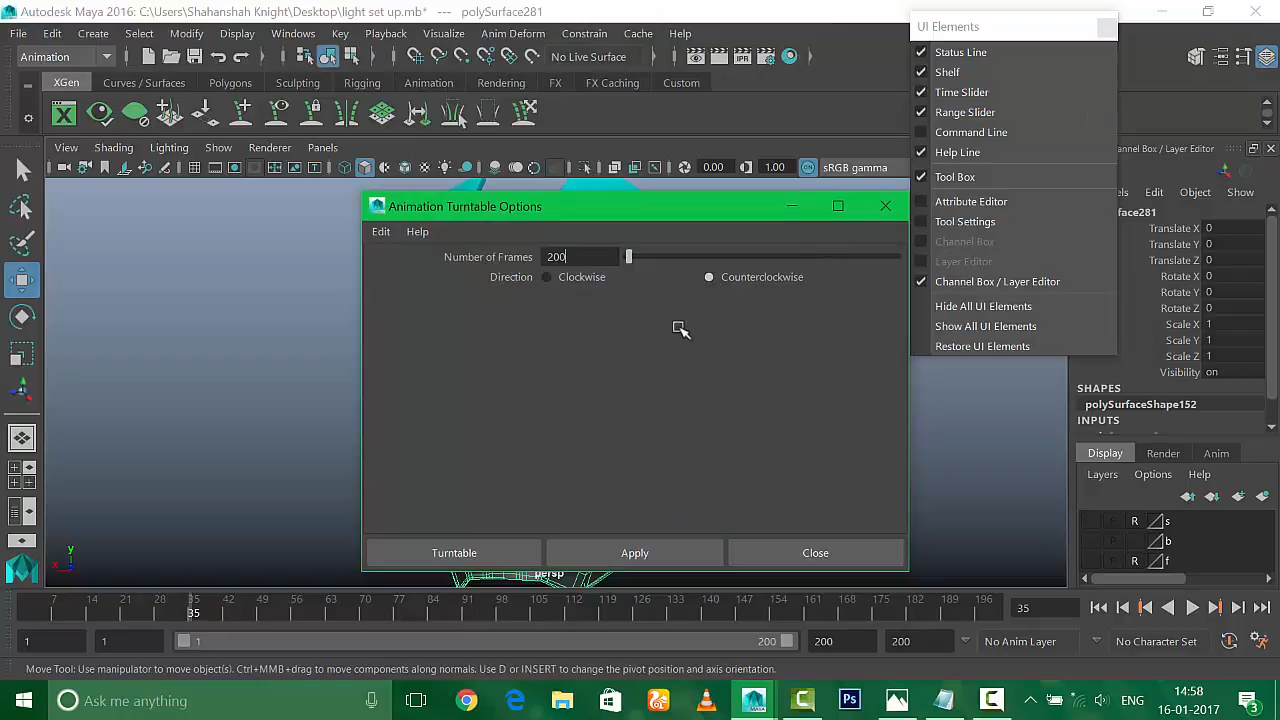 Autodesk Maya 2016: C:\Users\Shahanshah Knight\Desktop\light set up.mb* --- polySurface281
UI Elements
File Edit Create Select Modify Display Windows Key Playback Visualize Anim Deform Constrain Cache Help
Animation
No Live Surface
XGen Curves / Surfaces Polygons Sculpting Rigging Animation Rendering FX FX Caching Custom
Status Line
Shelf
Time Slider
Range Slider
Command Line
Help Line
Tool Box
Attribute Editor
Tool Settings
Channel Box
Layer Editor
Channel Box / Layer Editor
Hide All UI Elements
Show All UI Elements
Restore UI Elements
View Shading Lighting Show Renderer Panels
0.00 1.00 ON sRGB gamma
IPR
Animation Turntable Options
Edit Help
Number of Frames 200
Direction Clockwise Counterclockwise
Turntable Apply Close
Channel Box / Layer Editor
Edit Object Show
Translate X 0
Translate Y 0
Translate Z 0
Rotate X 0
Rotate Y 0
Rotate Z 0
Scale X 1
Scale Y 1
Scale Z 1
Visibility on
SHAPES
polySurfaceShape152
INPUTS
Display Render Anim
Layers Options Help
R s
b
R f
y
x
persp
7 14 21 28 35 42 49 56 63 70 77 84 91 98 105 112 119 126 133 140 147 154 161 168 175 182 189 196
35
35
1 1 1 200 200 200 No Anim Layer No Character Set
Move Tool: Use manipulator to move object(s). Ctrl+MMB+drag to move components along normals. Use D or INSERT to change the pivot position and axis orientation.
Ask me anything
MAYA
Ps
ENG
14:58
16-01-2017
3